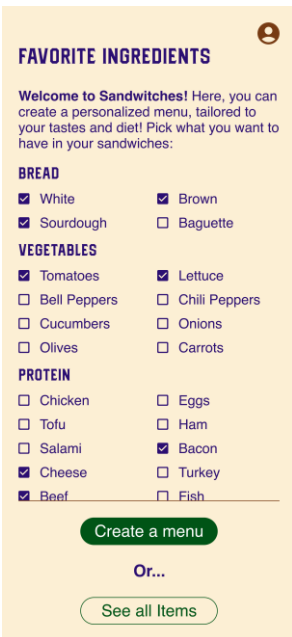 FAVORITE INGREDIENTS
Welcome to Sandwitches! Here, you can
create a personalized menu, tailored to
your tastes and diet! Pick what you want to
have in your sandwiches:
BREAD
White Brown
Sourdough Baguette
VEGETABLES
Tomatoes Lettuce
Bell Peppers Chili Peppers
Cucumbers Onions
Olives Carrots
PROTEIN
Chicken Eggs
Tofu Ham
Salami Bacon
Cheese Turkey
Beef Fish
Create a menu
Or...
See all Items